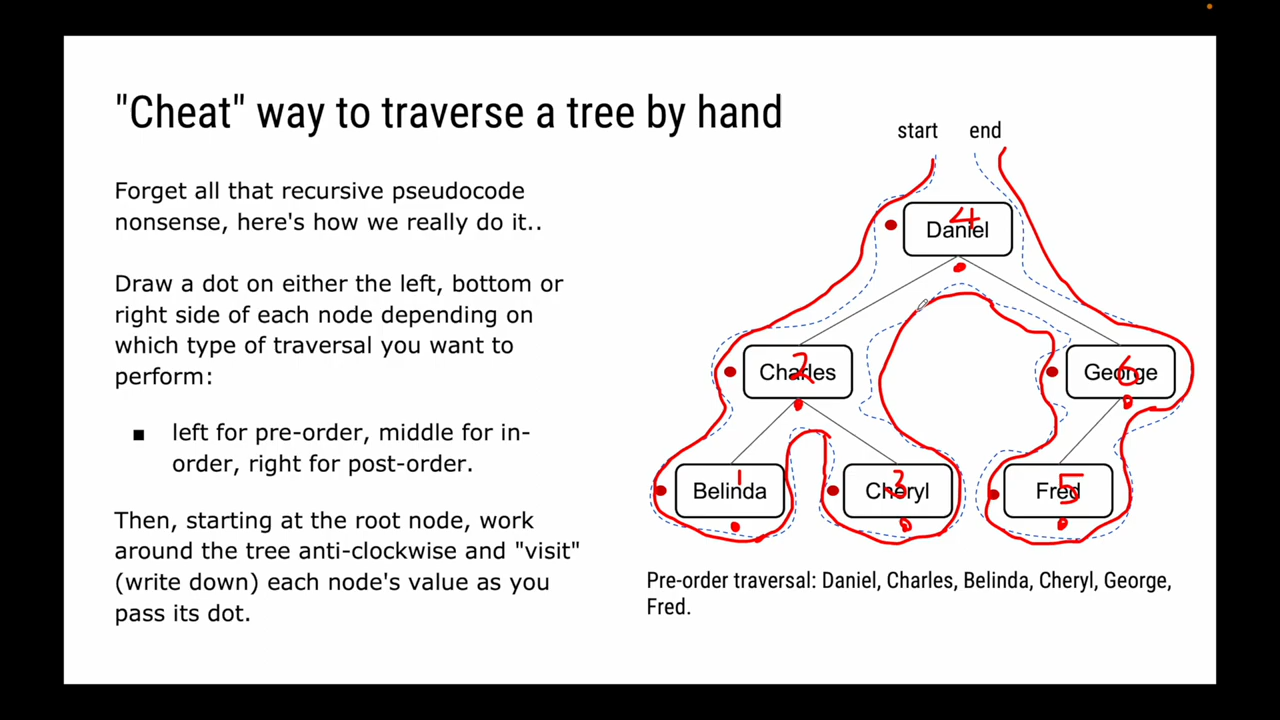 "Cheat" way to traverse a tree by hand
Forget all that recursive pseudocode
nonsense, here's how we really do it..
Draw a dot on either the left, bottom or
right side of each node depending on
which type of traversal you want to
perform:
■ left for pre-order, middle for in-
order, right for post-order.
Then, starting at the root node, work
around the tree anti-clockwise and "visit"
(write down) each node's value as you
pass its dot.
start end
Daniel 4
Charles 2
George 6
Belinda 1
Cheryl 3
Fred 5
Pre-order traversal: Daniel, Charles, Belinda, Cheryl, George,
Fred.